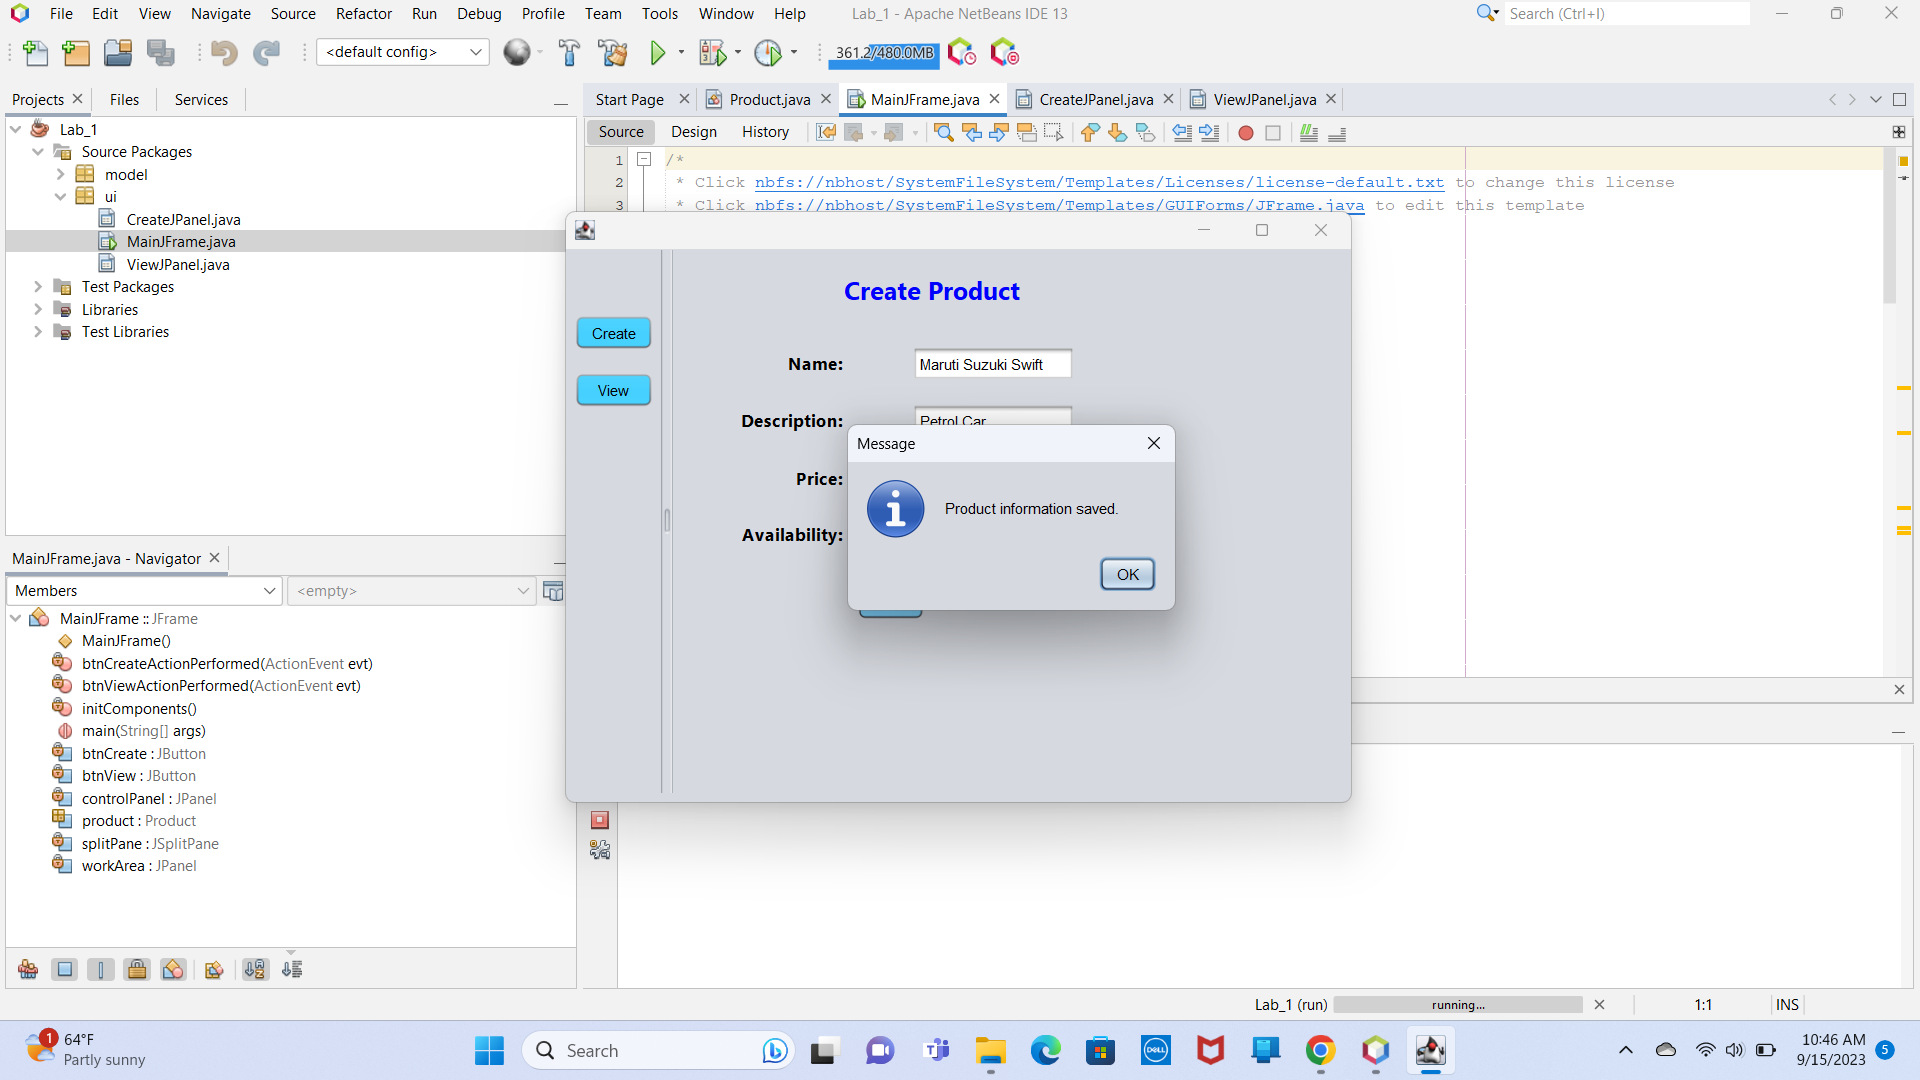 File Edit View Navigate Source Refactor Run Debug Profile Team Tools Window Help Lab_1 - Apache NetBeans IDE 13 Search (Ctrl+I)
<default config> 361.2/480.0MB
Projects Files Services
Start Page Product.java MainJFrame.java CreateJPanel.java ViewJPanel.java
Source Design History
Lab_1
Source Packages
model
ui
CreateJPanel.java
MainJFrame.java
ViewJPanel.java
Test Packages
Libraries
Test Libraries
1 /*
2 * Click nbfs://nbhost/SystemFileSystem/Templates/Licenses/license-default.txt to change this license
3 * Click nbfs://nbhost/SystemFileSystem/Templates/GUIForms/JFrame.java to edit this template
Create Product
Create
View
Name: Maruti Suzuki Swift
Description: Petrol Car
Price:
Availability:
Message
Product information saved.
OK
MainJFrame.java - Navigator
Members <empty>
MainJFrame :: JFrame
MainJFrame()
btnCreateActionPerformed(ActionEvent evt)
btnViewActionPerformed(ActionEvent evt)
initComponents()
main(String[] args)
btnCreate : JButton
btnView : JButton
controlPanel : JPanel
product : Product
splitPane : JSplitPane
workArea : JPanel
Lab_1 (run) running... 1:1 INS
1 64°F
Partly sunny
Search
DELL
10:46 AM
9/15/2023 5